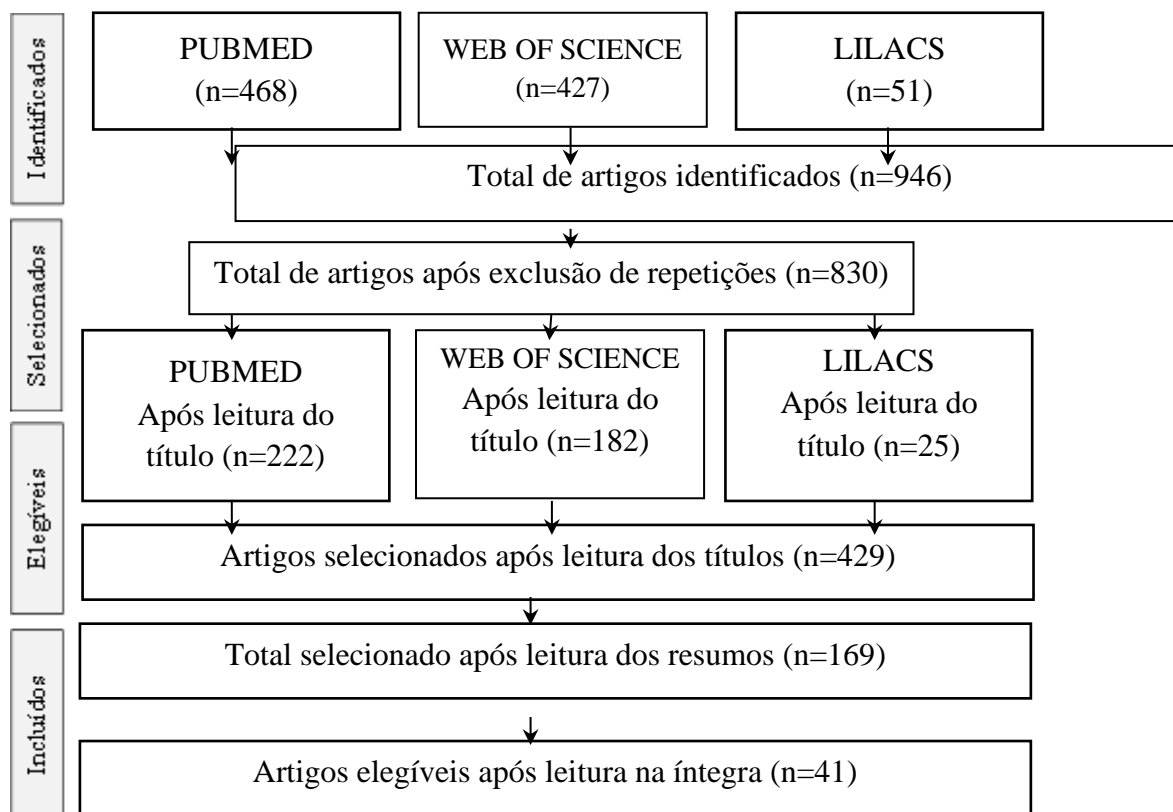 Identificados
PUBMED
(n=468)
WEB OF SCIENCE
(n=427)
LILACS
(n=51)
Total de artigos identificados (n=946)
Selecionados
Total de artigos após exclusão de repetições (n=830)
PUBMED
Após leitura do
título (n=222)
WEB OF SCIENCE
Após leitura do
título (n=182)
LILACS
Após leitura do
título (n=25)
Elegíveis
Artigos selecionados após leitura dos títulos (n=429)
Incluídos
Total selecionado após leitura dos resumos (n=169)
Artigos elegíveis após leitura na íntegra (n=41)